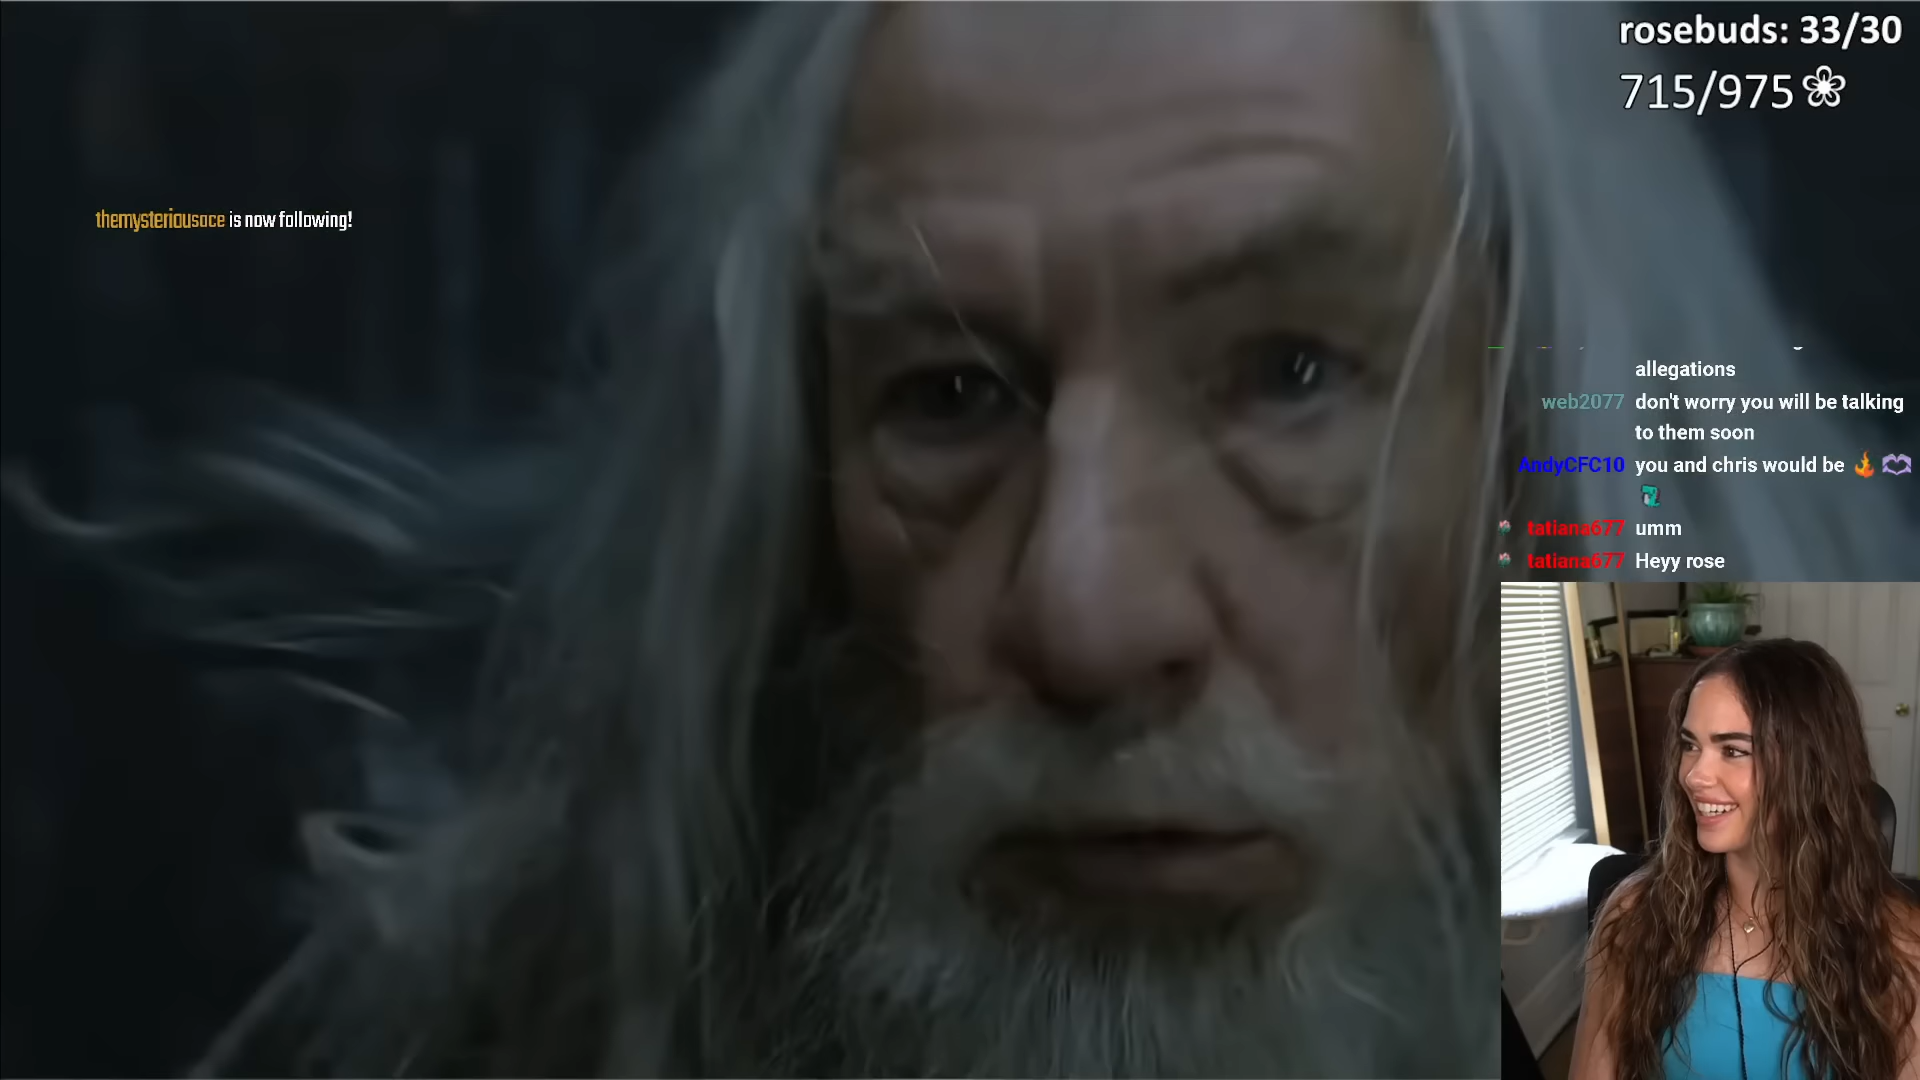 rosebuds: 33/30
715/975
themysteriousace is now following!
allegations
web2077 don't worry you will be talking
to them soon
AndyCFC10 you and chris would be
tatiana677 umm
tatiana677 Heyy rose